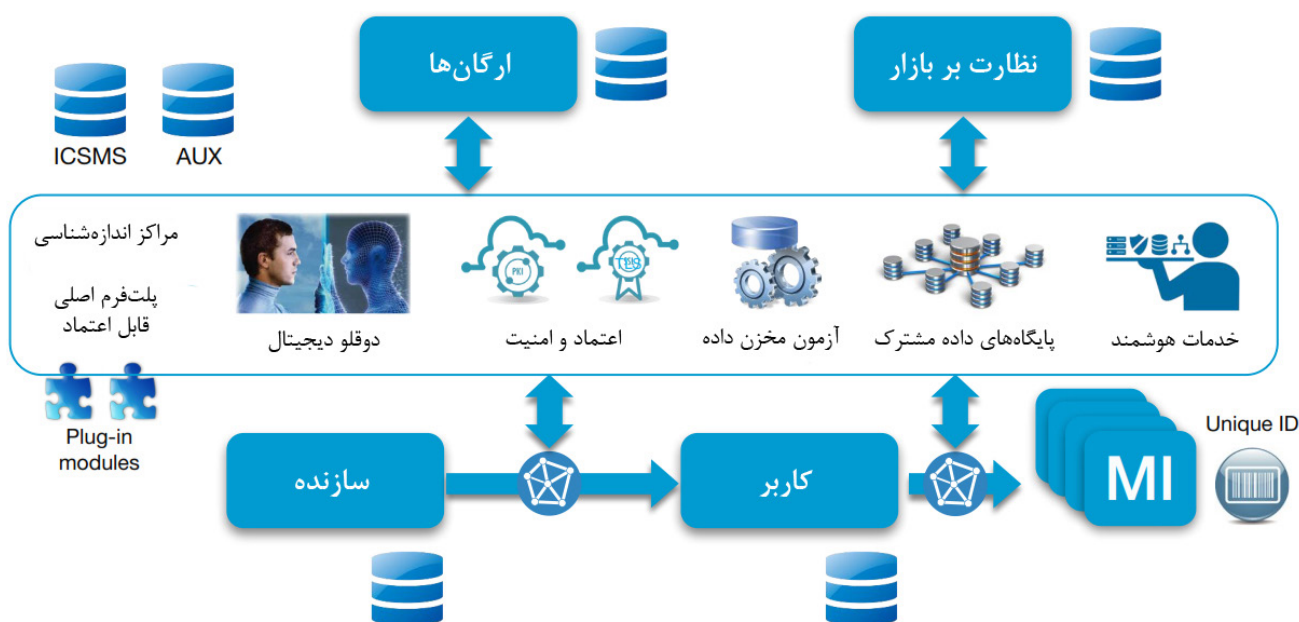 ارگان‌ها
نظارت بر بازار
ICSMS
AUX
مراکز اندازه‌شناسی
پلت‌فرم اصلی
قابل اعتماد
دوقلو دیجیتال
PKI
TLS
اعتماد و امنیت
آزمون مخزن داده
پایگاه‌های داده مشترک
خدمات هوشمند
Plug-in
modules
سازنده
کاربر
MI
Unique ID